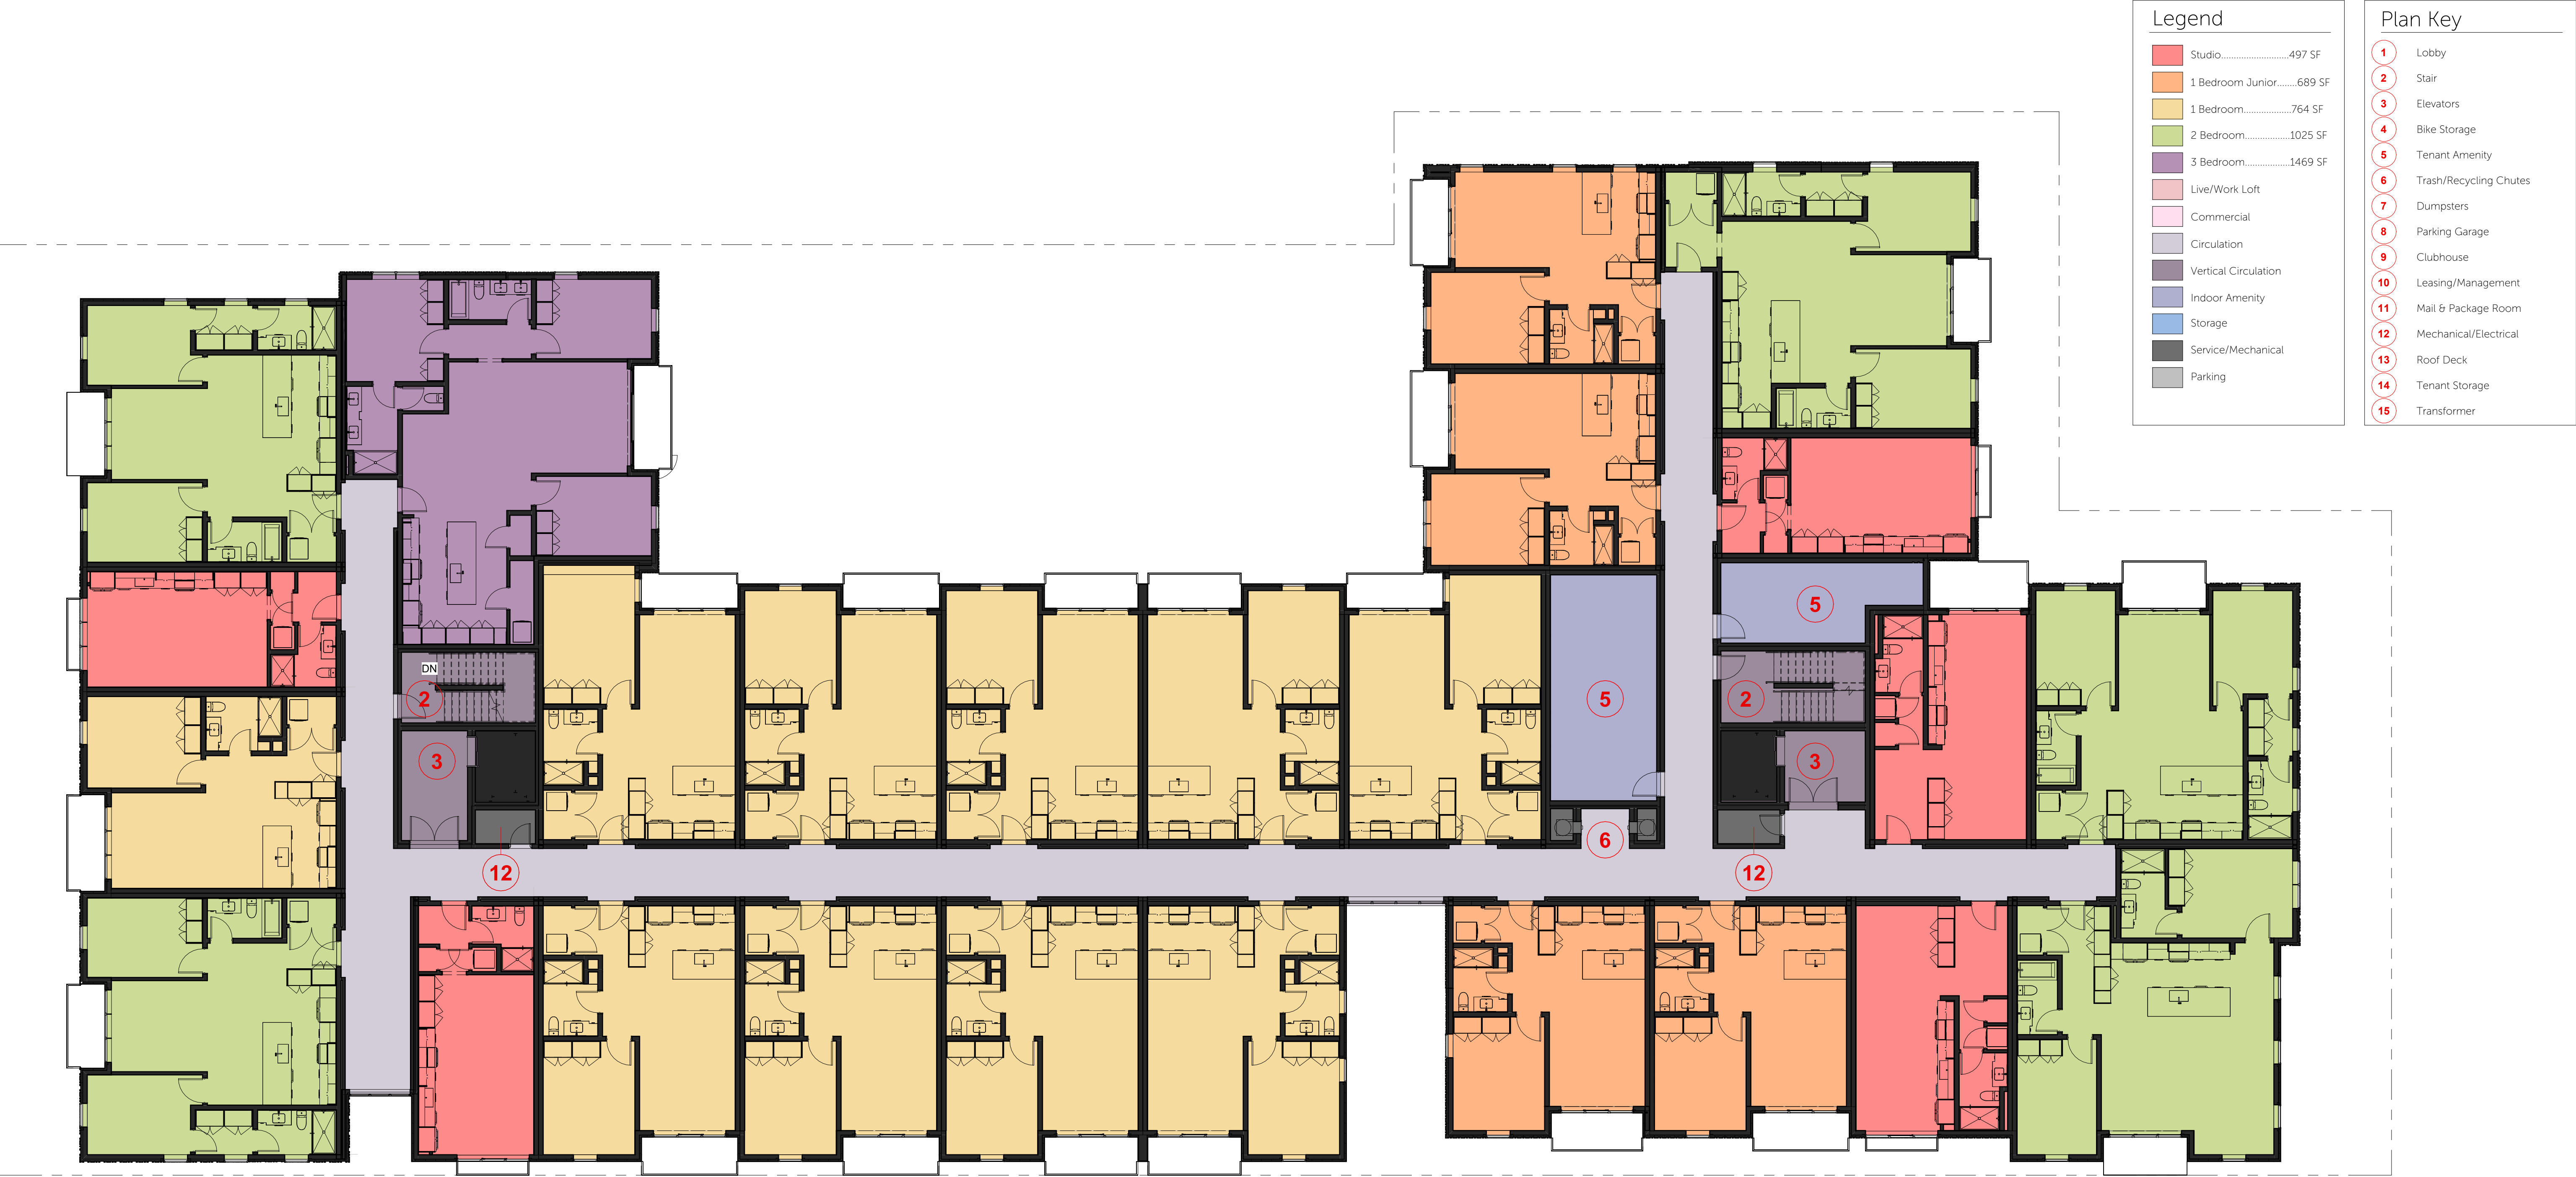 Legend
Studio...........................497 SF
1 Bedroom Junior........689 SF
1 Bedroom...................764 SF
2 Bedroom..................1025 SF
3 Bedroom..................1469 SF
Live/Work Loft
Commercial
Circulation
Vertical Circulation
Indoor Amenity
Storage
Service/Mechanical
Parking
Plan Key
1 Lobby
2 Stair
3 Elevators
4 Bike Storage
5 Tenant Amenity
6 Trash/Recycling Chutes
7 Dumpsters
8 Parking Garage
9 Clubhouse
10 Leasing/Management
11 Mail & Package Room
12 Mechanical/Electrical
13 Roof Deck
14 Tenant Storage
15 Transformer
5
DN
2
5
2
3
3
6
12
12